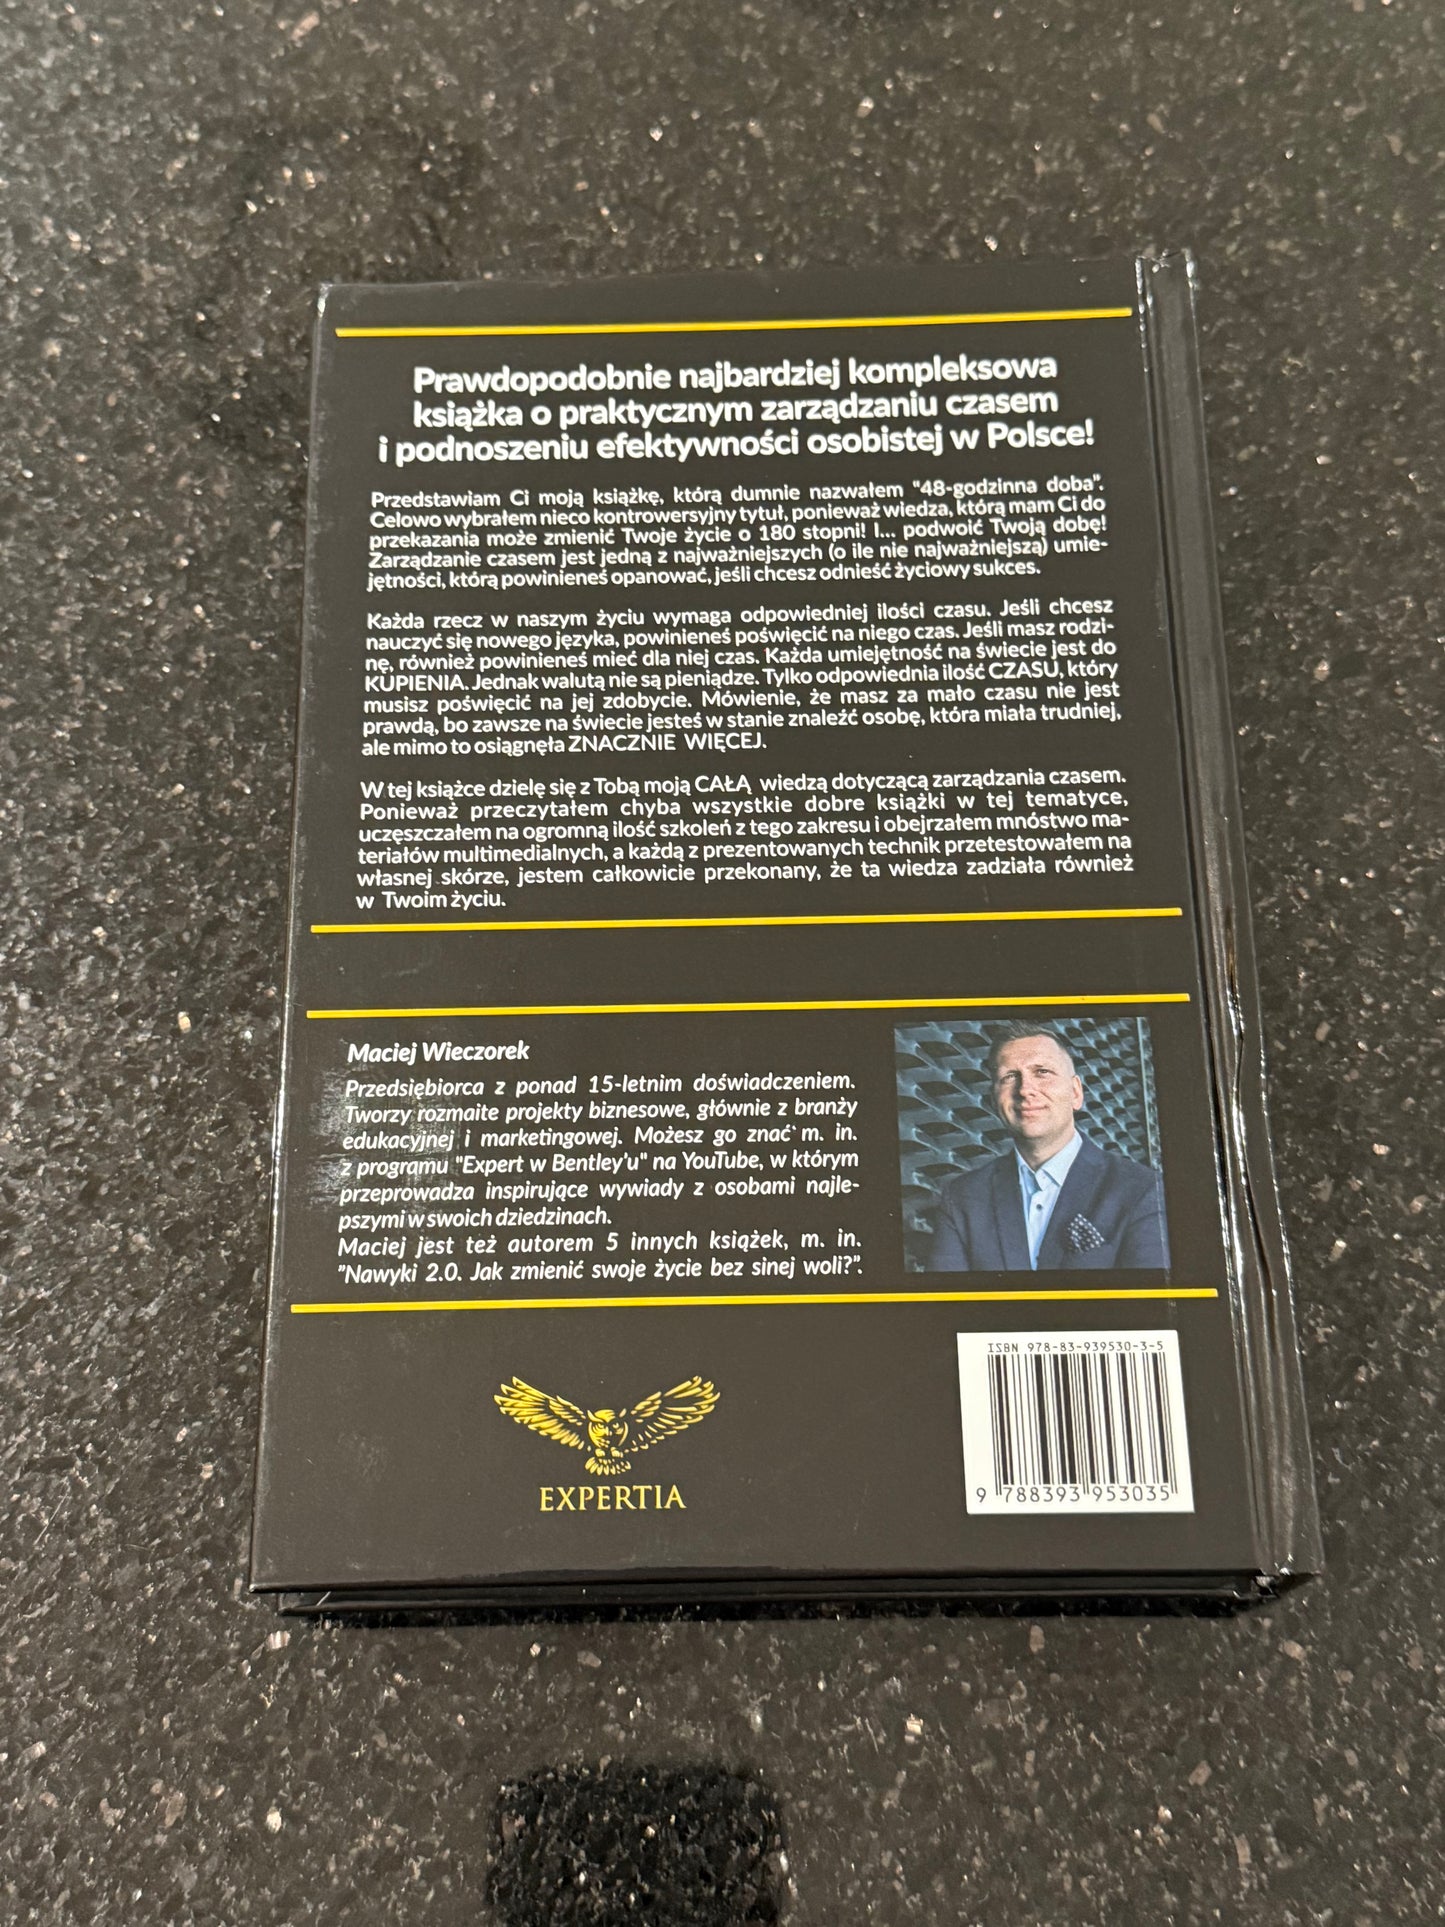 Prawdopodobnie najbardziej kompleksowa
książka o praktycznym zarządzaniu czasem
i podnoszeniu efektywności osobistej w Polsce!
Przedstawiam Ci moją książkę, którą dumnie nazwałem "48-godzinna doba".
Celowo wybrałem nieco kontrowersyjny tytuł, ponieważ wiedza, którą mam Ci do
przekazania może zmienić Twoje życie o 180 stopni! I... podwoić Twoją dobę!
Zarządzanie czasem jest jedną z najważniejszych (o ile nie najważniejszą) umie-
jętności, którą powinieneś opanować, jeśli chcesz odnieść życiowy sukces.
Każda rzecz w naszym życiu wymaga odpowiedniej ilości czasu. Jeśli chcesz
nauczyć się nowego języka, powinieneś poświęcić na niego czas. Jeśli masz rodzi-
nę, również powinieneś mieć dla niej czas. Każda umiejętność na świecie jest do
KUPIENIA. Jednak walutą nie są pieniądze. Tylko odpowiednia ilość CZASU, który
musisz poświęcić na jej zdobycie. Mówienie, że masz za mało czasu nie jest
prawdą, bo zawsze na świecie jesteś w stanie znaleźć osobę, która miała trudniej,
ale mimo to osiągnęła ZNACZNIE WIĘCEJ.
W tej książce dzielę się z Tobą moją CAŁĄ wiedzą dotyczącą zarządzania czasem.
Ponieważ przeczytałem chyba wszystkie dobre książki w tej tematyce,
uczęszczałem na ogromną ilość szkoleń z tego zakresu i obejrzałem mnóstwo ma-
teriałów multimedialnych, a każdą z prezentowanych technik przetestowałem na
własnej skórze, jestem całkowicie przekonany, że ta wiedza zadziała również
w Twoim życiu.
Maciej Wieczorek
Przedsiębiorca z ponad 15-letnim doświadczeniem.
Tworzy rozmaite projekty biznesowe, głównie z branży
edukacyjnej i marketingowej. Możesz go znać m. in.
z programu "Expert w Bentley'u" na YouTube, w którym
przeprowadza inspirujące wywiady z osobami najle-
pszymi w swoich dziedzinach.
Maciej jest też autorem 5 innych książek, m. in.
"Nawyki 2.0. Jak zmienić swoje życie bez sinej woli?".
ISBN 978-83-939530-3-5
9 788393 953035
EXPERTIA